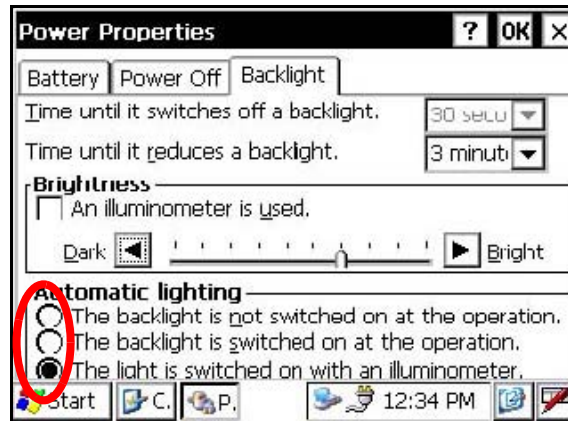 Power Properties ? OK ×
Battery Power Off Backlight
Time until it switches off a backlight. 30 secu
Time until it reduces a backlight. 3 minut
Brightness
An illuminometer is used.
Dark Bright
Automatic lighting
The backlight is not switched on at the operation.
The backlight is switched on at the operation.
The light is switched on with an illuminometer.
Start C. P. 12:34 PM